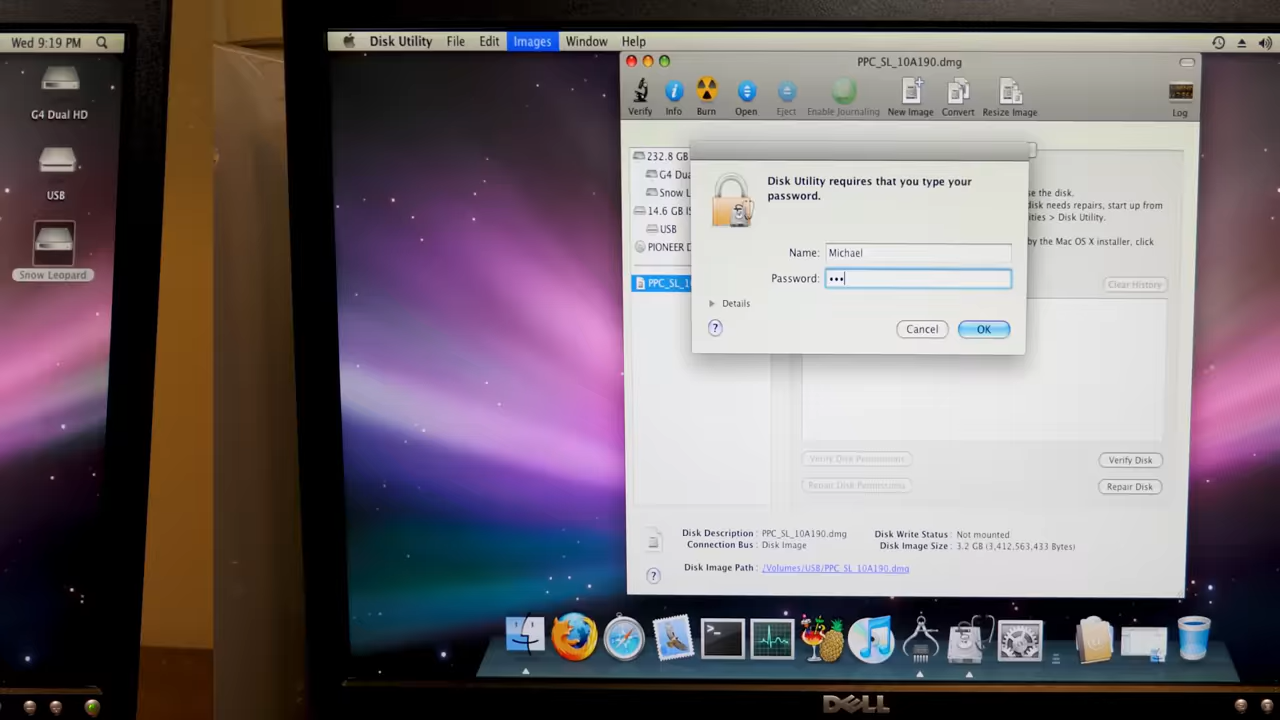 Wed 9:19 PM
G4 Dual HD
USB
Snow Leopard
Disk Utility File Edit Images Window Help
PPC_SL_10A190.dmg
Verify Info Burn Open Eject Enable Journaling New Image Convert Resize Image Log
232.8 GB
G4 Dua
Snow L
14.6 GB
USB
PIONEER D
PPC_SL_1
use the disk.
disk needs repairs, start up from
ities > Disk Utility.
by the Mac OS X installer, click
Disk Utility requires that you type your
password.
Name: Michael
Password: •••
Details
?
Cancel OK
Clear History
Verify Disk Permissions Verify Disk
Repair Disk Permissions Repair Disk
Disk Description : PPC_SL_10A190.dmg Disk Write Status : Not mounted
Connection Bus : Disk Image Disk Image Size : 3.2 GB (3,412,563,433 Bytes)
Disk Image Path : /Volumes/USB/PPC_SL_10A190.dmg
?
DELL